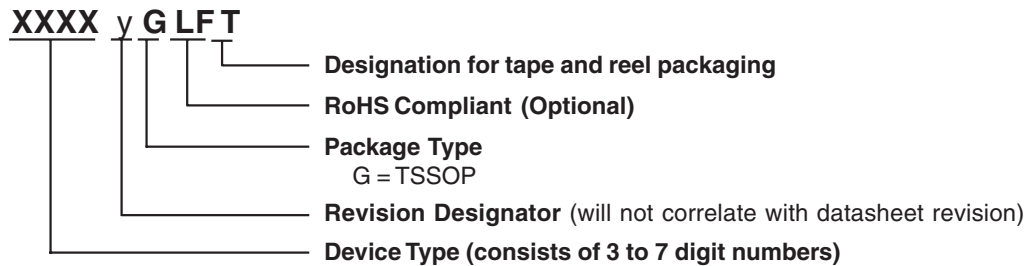 XXXX y G LF T
Designation for tape and reel packaging
RoHS Compliant (Optional)
Package Type
G = TSSOP
Revision Designator (will not correlate with datasheet revision)
Device Type (consists of 3 to 7 digit numbers)